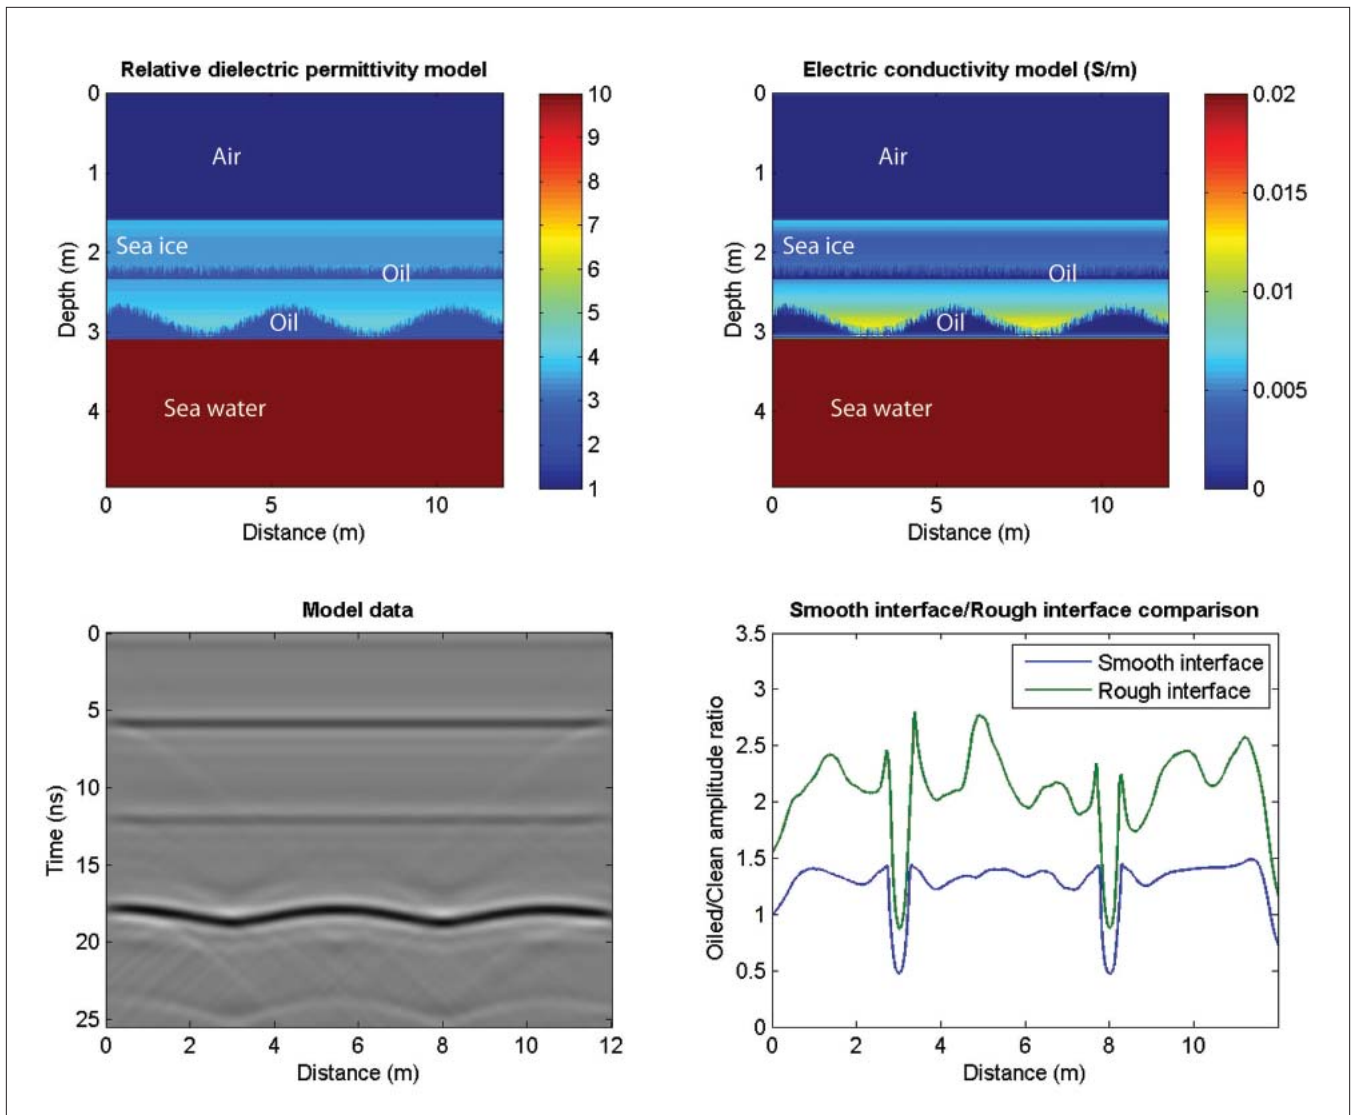 Relative dielectric permittivity model
0
1
2
3
4
Depth (m)
Air
Sea ice
Oil
Oil
Sea water
0 5 10
Distance (m)
10
9
8
7
6
5
4
3
2
1
Electric conductivity model (S/m)
0
1
2
3
4
Depth (m)
Air
Sea ice
Oil
Oil
Sea water
0 5 10
Distance (m)
0.02
0.015
0.01
0.005
0
Model data
0
5
10
15
20
25
Time (ns)
0 2 4 6 8 10 12
Distance (m)
Smooth interface/Rough interface comparison
3.5
3
2.5
2
1.5
1
0.5
0
Oiled/Clean amplitude ratio
Smooth interface
Rough interface
0 2 4 6 8 10
Distance (m)